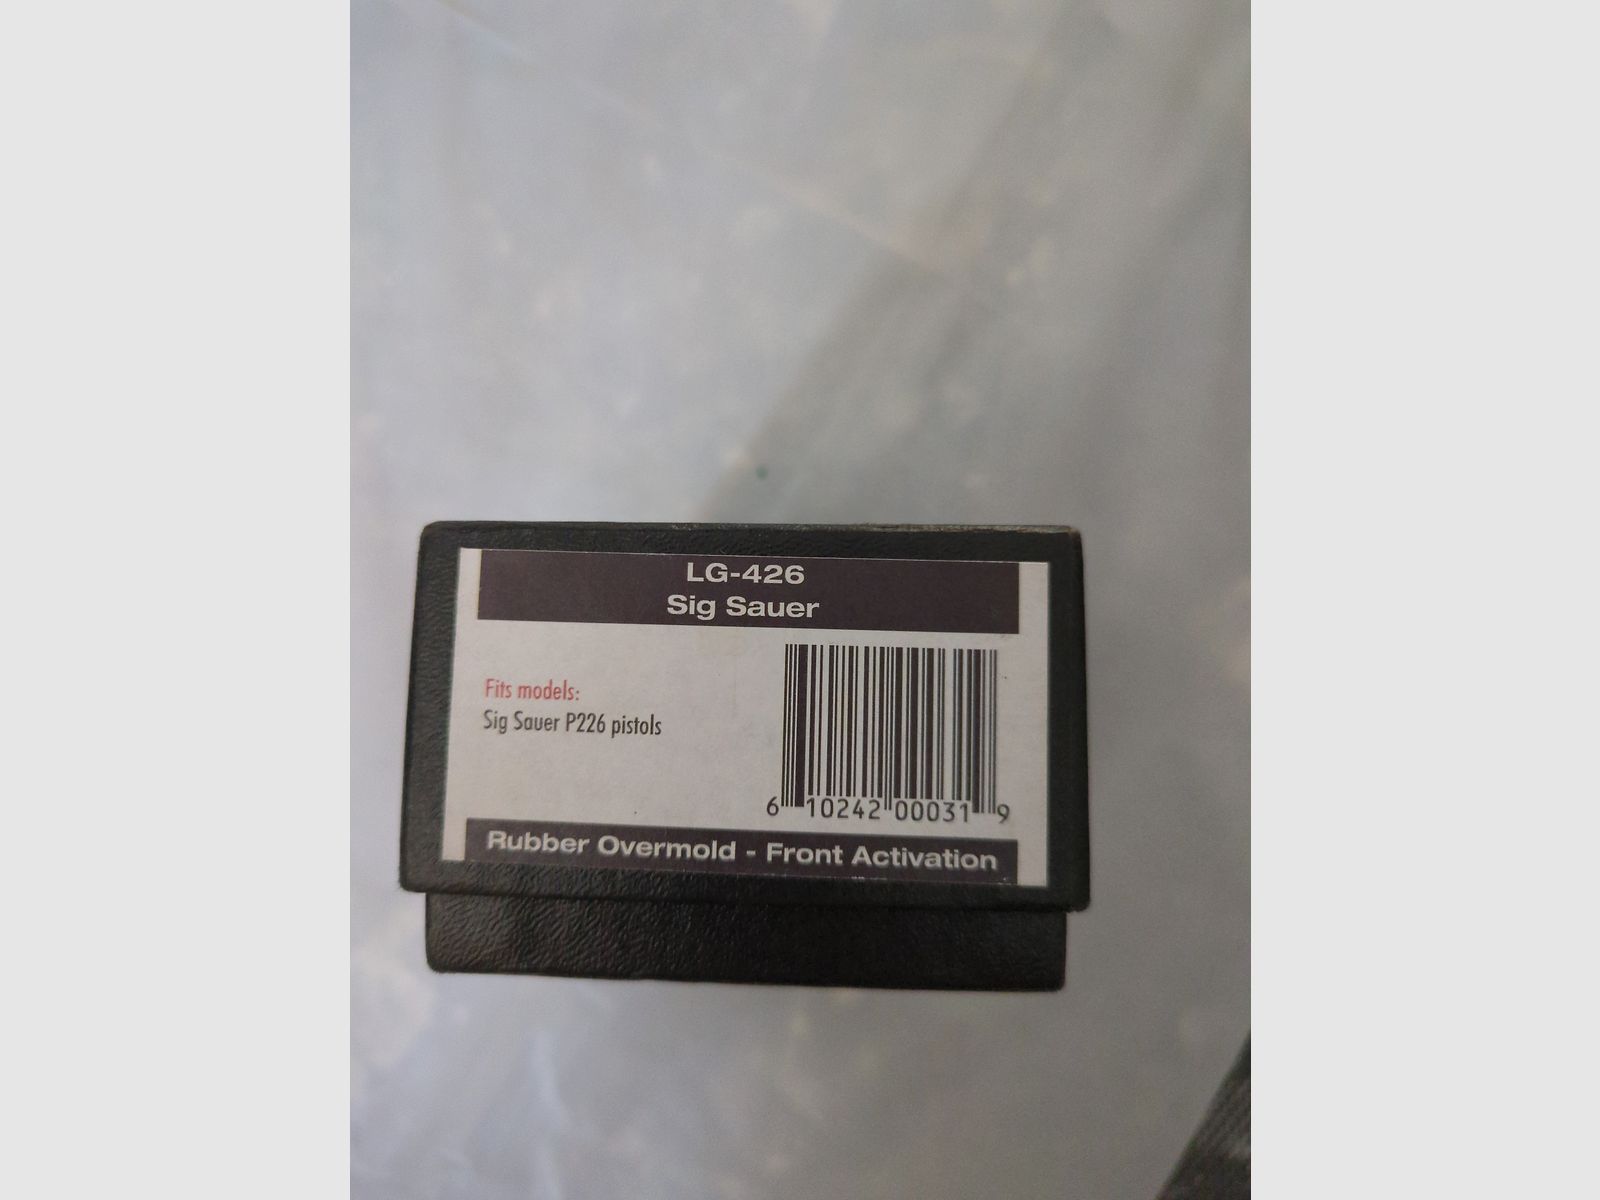 LG-426
Sig Sauer
Fits models:
Sig Sauer P226 pistols
6 10242 00031 9
Rubber Overmold - Front Activation